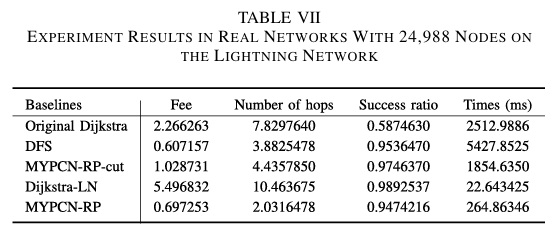 TABLE VII
EXPERIMENT RESULTS IN REAL NETWORKS WITH 24,988 NODES ON
THE LIGHTNING NETWORK
Baselines Fee Number of hops Success ratio Times (ms)
Original Dijkstra 2.266263 7.8297640 0.5874630 2512.9886
DFS 0.607157 3.8825478 0.9536470 5427.8525
MYPCN-RP-cut 1.028731 4.4357850 0.9746370 1854.6350
Dijkstra-LN 5.496832 10.463675 0.9892537 22.643425
MYPCN-RP 0.697253 2.0316478 0.9474216 264.86346